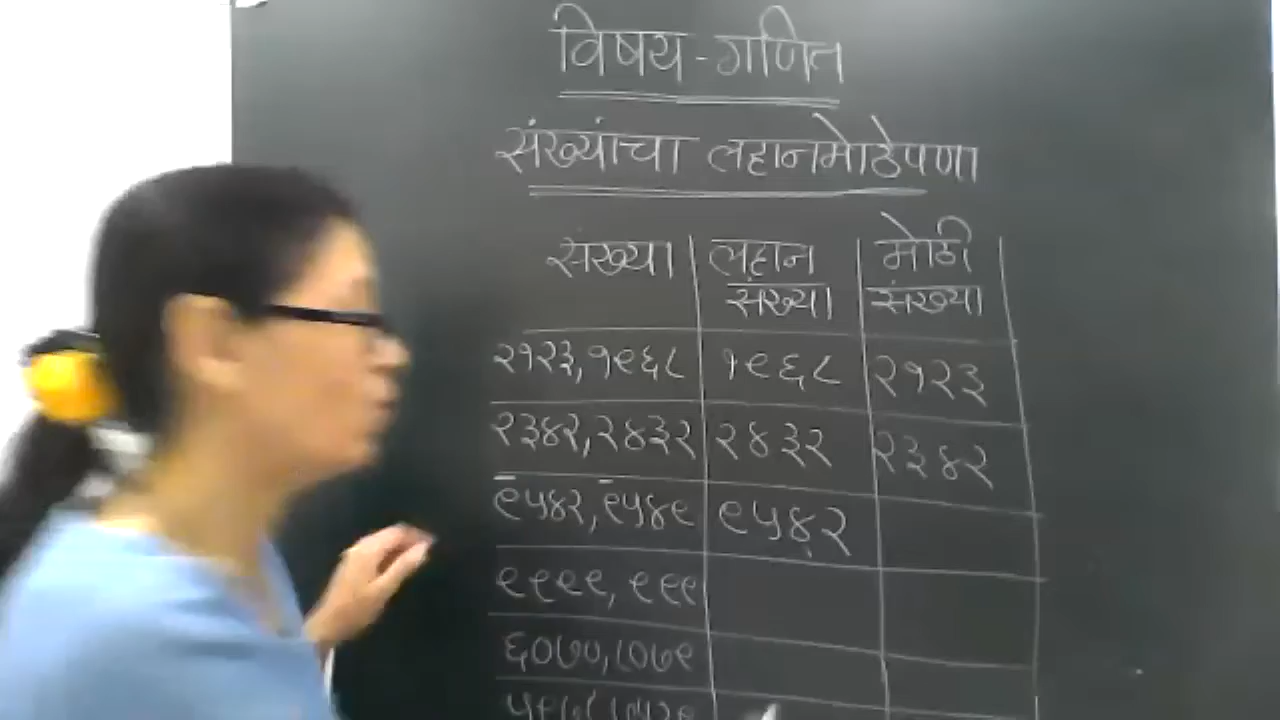 विषय - गणित
संख्यांचा लहानमोठेपणा
संख्या लहान संख्या मोठी संख्या
२१२३, १९६८ १९६८ २१२३
२३४२, २४३२ २४३२ २३४२
९५४२, ९५४९ ९५४२
९९९९, ९९९
६०७०, ८०७९